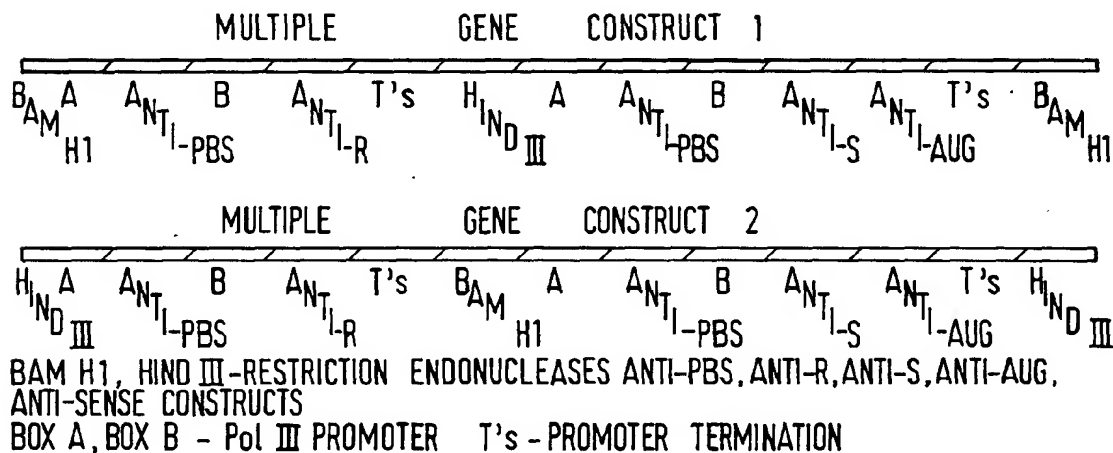 MULTIPLE GENE CONSTRUCT 1
BAM H1 A ANTI-PBS B ANTI-R T's HIND III A ANTI-PBS B ANTI-S ANTI-AUG T's BAM H1
MULTIPLE GENE CONSTRUCT 2
HIND III A ANTI-PBS B ANTI-R T's BAM H1 A ANTI-PBS B ANTI-S ANTI-AUG T's HIND III
BAM H1, HIND III-RESTRICTION ENDONUCLEASES ANTI-PBS, ANTI-R, ANTI-S, ANTI-AUG,
ANTI-SENSE CONSTRUCTS
BOX A, BOX B - Pol III PROMOTER T's - PROMOTER TERMINATION